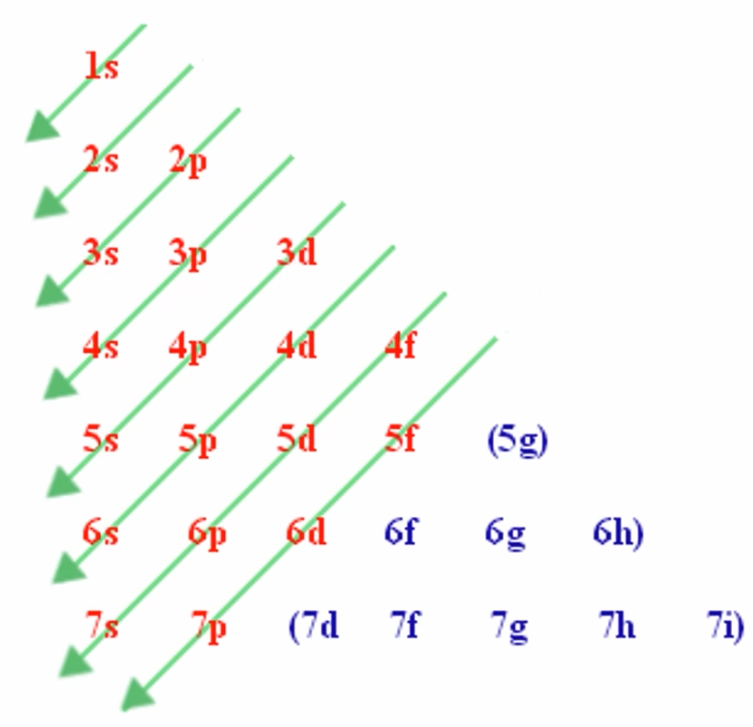 1s
2s 2p
3s 3p 3d
4s 4p 4d 4f
5s 5p 5d 5f (5g)
6s 6p 6d 6f 6g 6h)
7s 7p (7d 7f 7g 7h 7i)